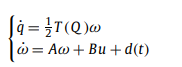 q̇ = ½T(Q)ω
ω̇ = Aω + Bu + d(t)